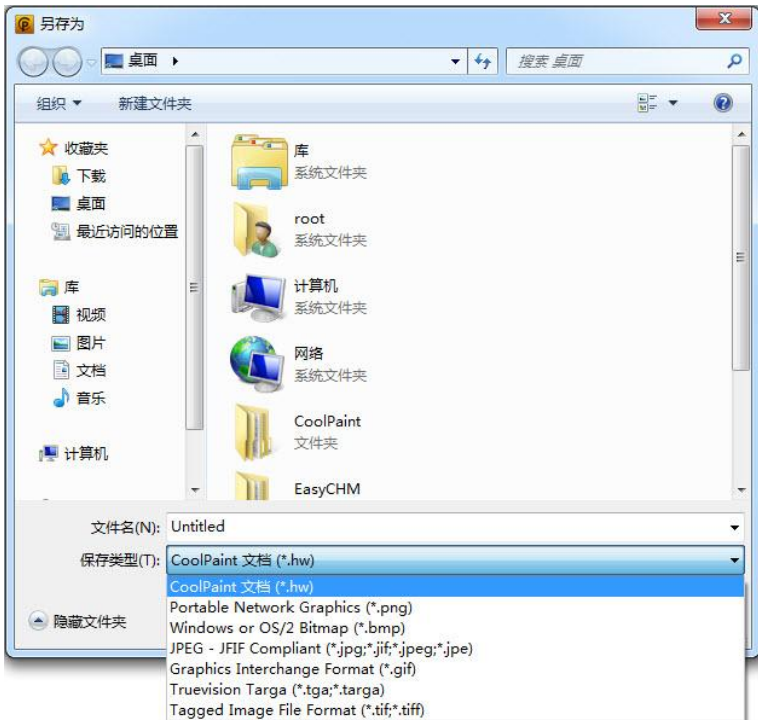 另存为
桌面
搜索 桌面
组织
新建文件夹
收藏夹
下载
桌面
最近访问的位置
库
视频
图片
文档
音乐
计算机
库
系统文件夹
root
系统文件夹
计算机
系统文件夹
网络
系统文件夹
CoolPaint
文件夹
EasyCHM
文件名(N): Untitled
保存类型(T): CoolPaint 文档 (*.hw)
CoolPaint 文档 (*.hw)
Portable Network Graphics (*.png)
Windows or OS/2 Bitmap (*.bmp)
JPEG - JFIF Compliant (*.jpg;*.jif;*.jpeg;*.jpe)
Graphics Interchange Format (*.gif)
Truevision Targa (*.tga;*.targa)
Tagged Image File Format (*.tif;*.tiff)
隐藏文件夹